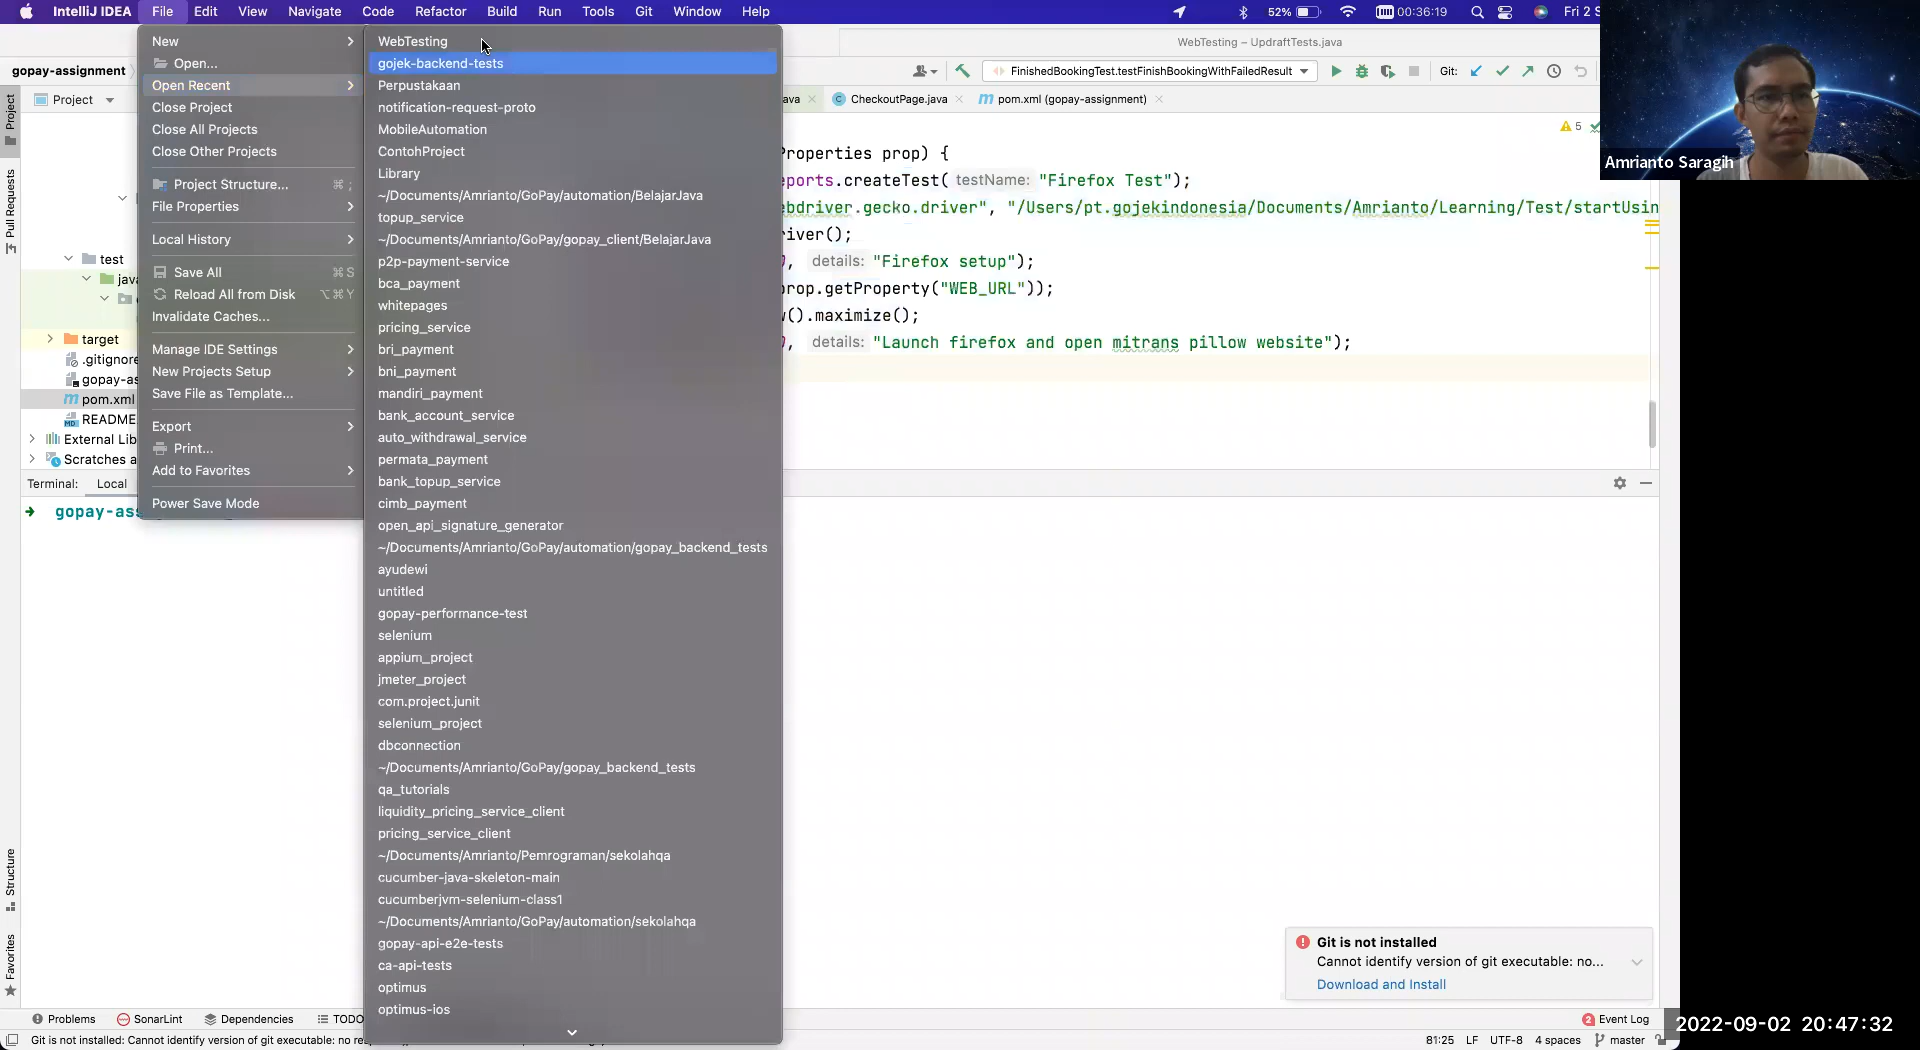 IntelliJ IDEA File Edit View Navigate Code Refactor Build Run Tools Git Window Help 52% 00:36:19 Fri 2 S
WebTesting – UpdraftTests.java
gopay-assignment FinishedBookingTest.testFinishBookingWithFailedResult Git:
Project ava CheckoutPage.java pom.xml (gopay-assignment)
Project
Pull Requests
Structure
Favorites
test
java
target
.gitignore
gopay-as
pom.xml
README
External Lib
Scratches a
New
Open...
Open Recent
Close Project
Close All Projects
Close Other Projects
Project Structure... ⌘ ;
File Properties
Local History
Save All ⌘ S
Reload All from Disk ⌥ ⌘ Y
Invalidate Caches...
Manage IDE Settings
New Projects Setup
Save File as Template...
Export
Print...
Add to Favorites
Power Save Mode
WebTesting
gojek-backend-tests
Perpustakaan
notification-request-proto
MobileAutomation
ContohProject
Library
~/Documents/Amrianto/GoPay/automation/BelajarJava
topup_service
~/Documents/Amrianto/GoPay/gopay_client/BelajarJava
p2p-payment-service
bca_payment
whitepages
pricing_service
bri_payment
bni_payment
mandiri_payment
bank_account_service
auto_withdrawal_service
permata_payment
bank_topup_service
cimb_payment
open_api_signature_generator
~/Documents/Amrianto/GoPay/automation/gopay_backend_tests
ayudewi
untitled
gopay-performance-test
selenium
appium_project
jmeter_project
com.project.junit
selenium_project
dbconnection
~/Documents/Amrianto/GoPay/gopay_backend_tests
qa_tutorials
liquidity_pricing_service_client
pricing_service_client
~/Documents/Amrianto/Pemrograman/sekolahqa
cucumber-java-skeleton-main
cucumberjvm-selenium-class1
~/Documents/Amrianto/GoPay/automation/sekolahqa
gopay-api-e2e-tests
ca-api-tests
optimus
optimus-ios
5
roperties prop) {
ports.createTest( testName: "Firefox Test");
bdriver.gecko.driver", "/Users/pt.gojekindonesia/Documents/Amrianto/Learning/Test/startUsin
river();
, details: "Firefox setup");
prop.getProperty("WEB_URL"));
().maximize();
, details: "Launch firefox and open mitrans pillow website");
Terminal: Local
gopay-ass
Amrianto Saragih
Git is not installed
Cannot identify version of git executable: no...
Download and Install
Problems SonarLint Dependencies TODO 2 Event Log
Git is not installed: Cannot identify version of git executable: no 81:25 LF UTF-8 4 spaces master
2022-09-02 20:47:32